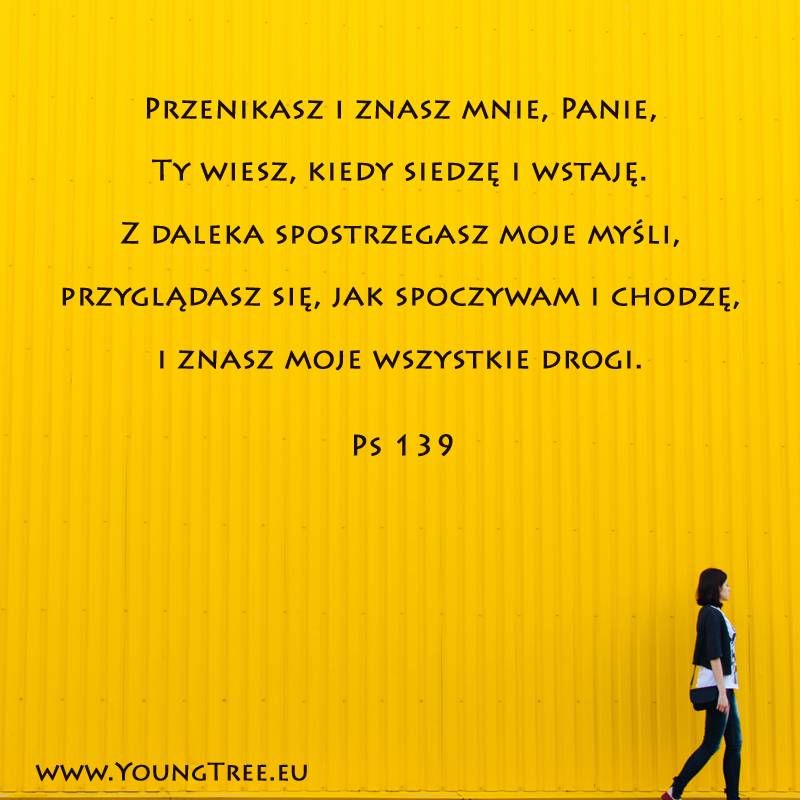 Przenikasz i znasz mnie, Panie,
Ty wiesz, kiedy siedzę i wstaję.
Z daleka spostrzegasz moje myśli,
przyglądasz się, jak spoczywam i chodzę,
i znasz moje wszystkie drogi.
Ps 139
www.YoungTree.eu